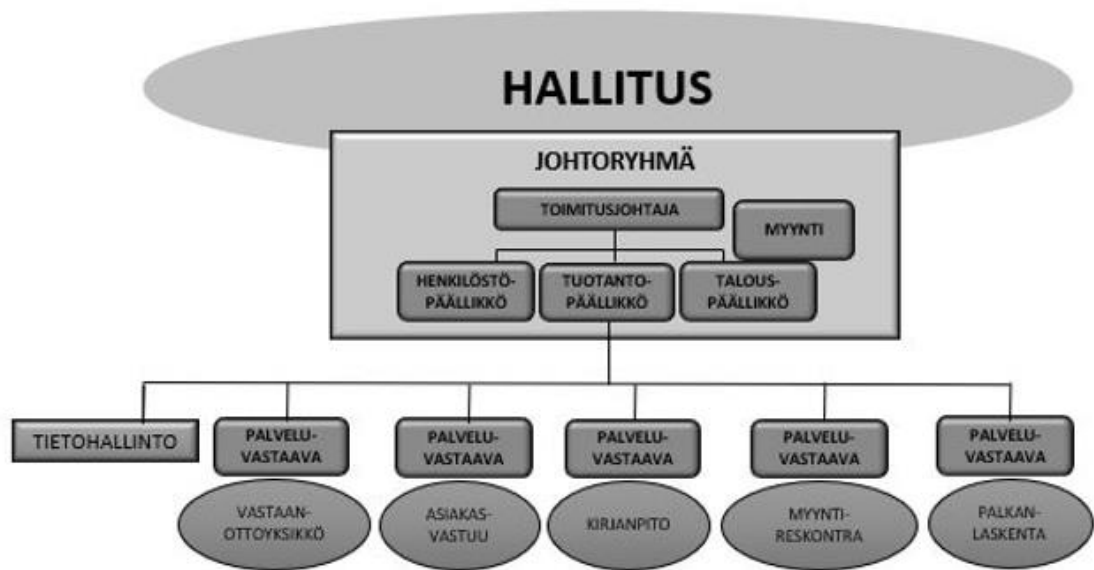 HALLITUS
JOHTORYHMÄ
TOIMITUSJOHTAJA
MYYNTI
HENKILÖSTÖ-
PÄÄLLIKKÖ
TUOTANTO-
PÄÄLLIKKÖ
TALOUS-
PÄÄLLIKKÖ
TIETOHALLINTO
PALVELU-
VASTAAVA
PALVELU-
VASTAAVA
PALVELU-
VASTAAVA
PALVELU-
VASTAAVA
PALVELU-
VASTAAVA
VASTAAN-
OTTOYKSIKKÖ
ASIAKAS-
VASTUU
KIRJANPITO
MYYNTI-
RESKONTRA
PALKAN-
LASKENTA